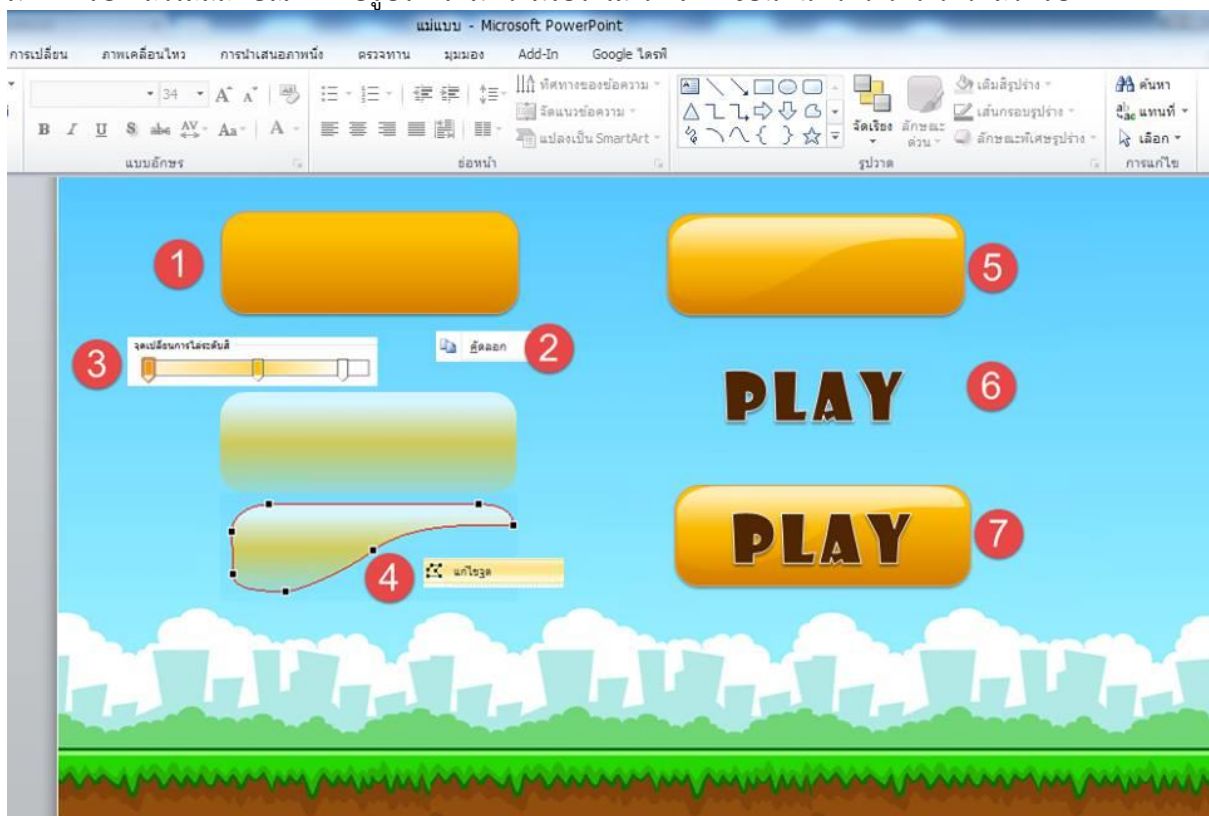 แม่แบบ - Microsoft PowerPoint
การเปลี่ยน ภาพเคลื่อนไหว การนำเสนอภาพนิ่ง ตรวจทาน มุมมอง Add-In Google ไดรฟ์
34 A A ทิศทางของข้อความ เติมสีรูปร่าง ค้นหา
จัดแนวข้อความ เส้นกรอบรูปร่าง แทนที่
B I U S abc AV Aa A แปลงเป็น SmartArt จัดเรียง ลักษณะด่วน ลักษณะพิเศษรูปร่าง เลือก
แบบอักษร ย่อหน้า รูปวาด การแก้ไข
1
5
จุดเปลี่ยนการไล่ระดับสี
3
คัดลอก 2
PLAY 6
PLAY 7
4 แก้ไขจุด